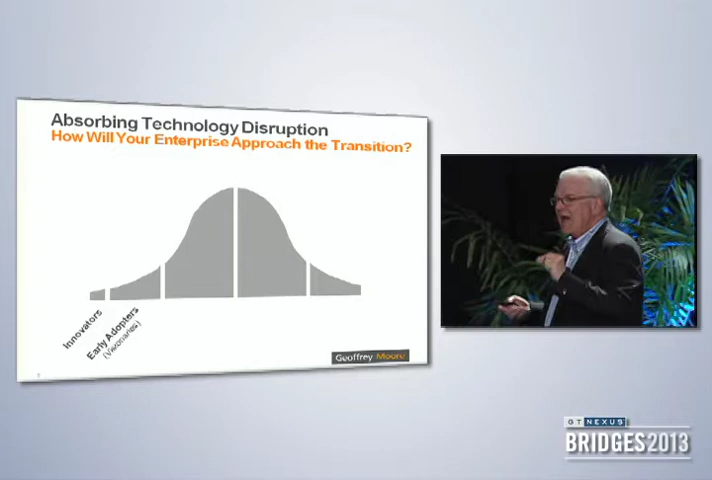 Absorbing Technology Disruption
How Will Your Enterprise Approach the Transition?
Innovators
Early Adopters
(Visionaries)
Geoffrey Moore
GT NEXUS
BRIDGES2013